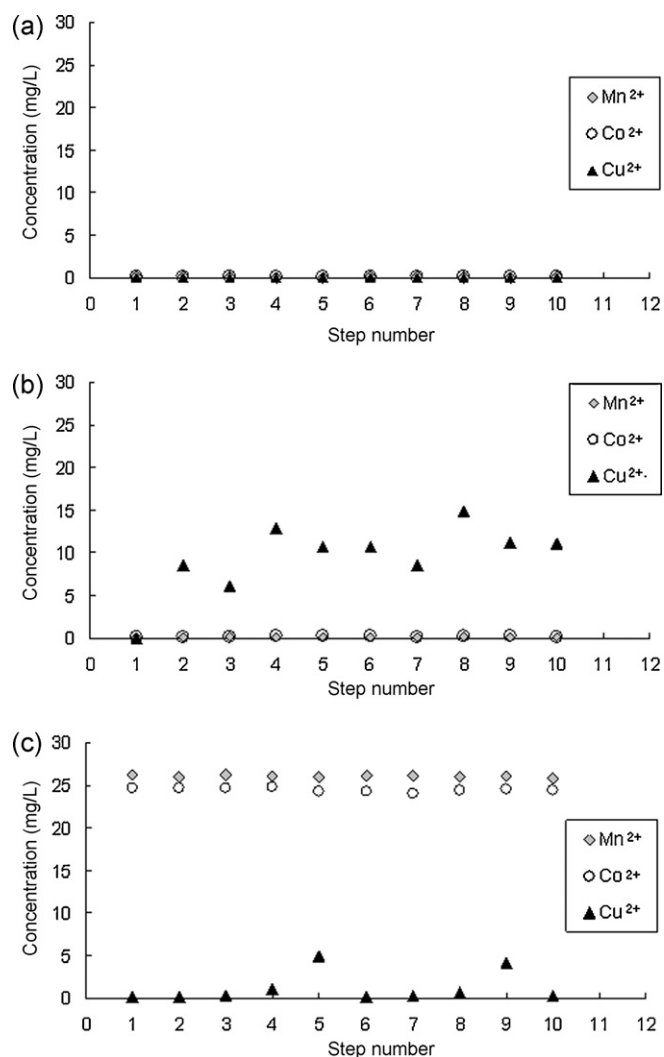 (a)
Concentration (mg/L)
30
25
20
15
10
5
0
0 1 2 3 4 5 6 7 8 9 10 11 12
Step number
Mn2+
Co2+
Cu2+
(b)
Concentration (mg/L)
30
25
20
15
10
5
0
0 1 2 3 4 5 6 7 8 9 10 11 12
Step number
Mn2+
Co2+
Cu2+.
(c)
Concentration (mg/L)
30
25
20
15
10
5
0
0 1 2 3 4 5 6 7 8 9 10 11 12
Step number
Mn2+
Co2+
Cu2+